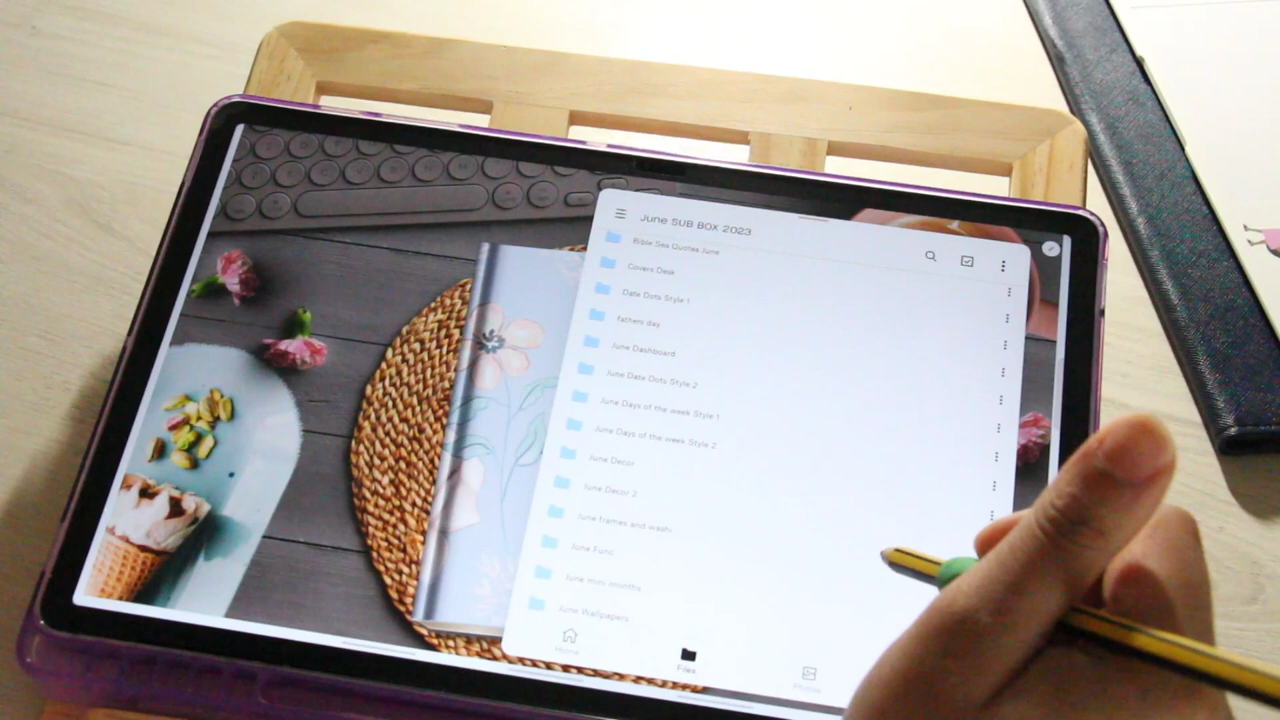 June SUB BOX 2023
Bible Sea Quotes June
Covers Desk
Date Dots Style 1
fathers day
June Dashboard
June Date Dots Style 2
June Days of the week Style 1
June Days of the week Style 2
June Decor
June Decor 2
June frames and washi
June Func
June mini months
June Wallpapers
Home
Files
Photos